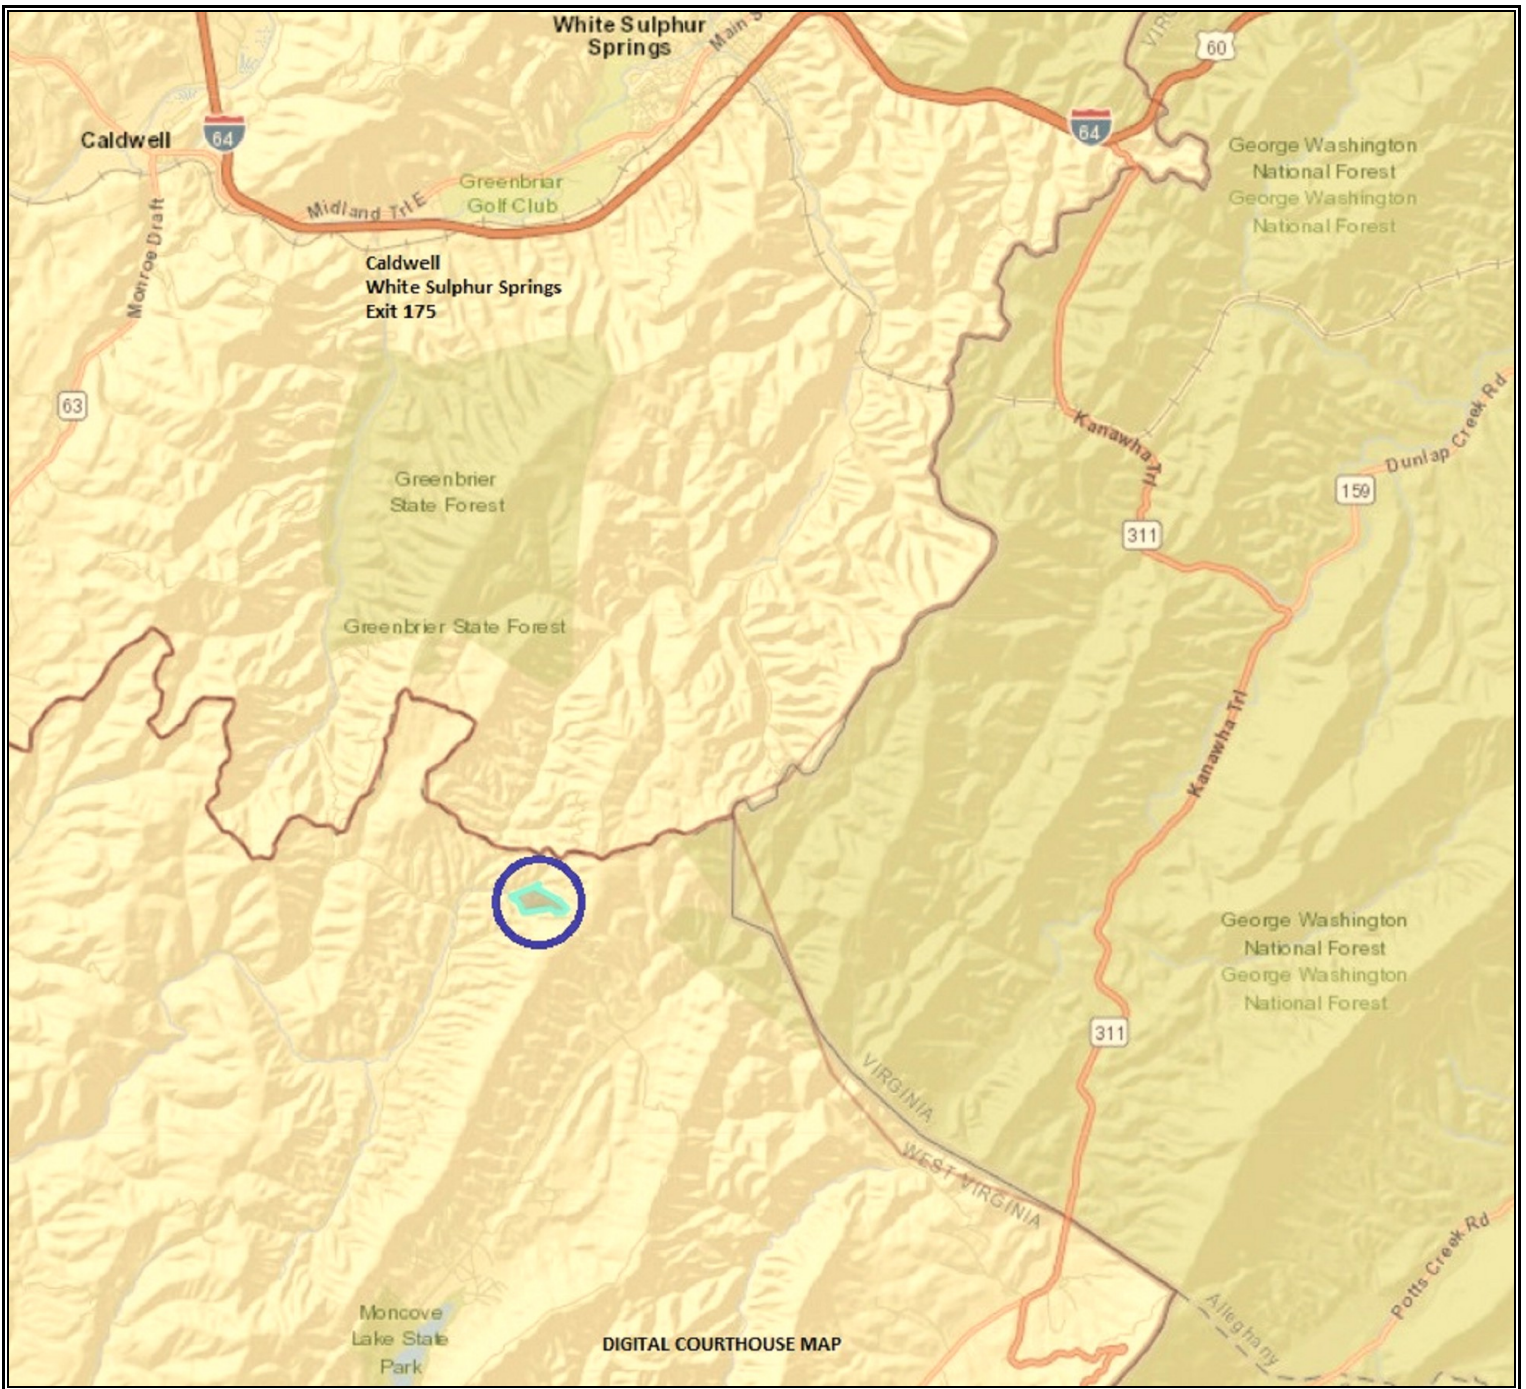 White Sulphur
Springs
Main S
VIRG
60
64
64
Caldwell
George Washington
National Forest
George Washington
National Forest
Greenbriar
Golf Club
Midland Trl E
Monroe Draft
Caldwell
White Sulphur Springs
Exit 175
63
Kanawha Trl
Dunlap Creek Rd
159
Greenbrier
State Forest
311
Greenbrier State Forest
Kanawha Trl
George Washington
National Forest
George Washington
National Forest
311
VIRGINIA
WEST VIRGINIA
Potts Creek Rd
Alleghany
Moncove
Lake State
Park
DIGITAL COURTHOUSE MAP